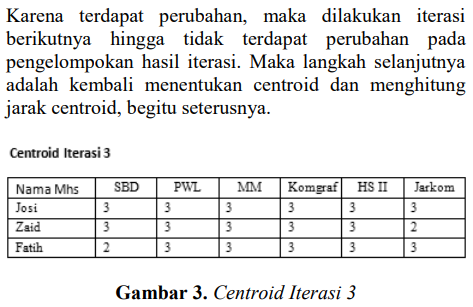 Karena terdapat perubahan, maka dilakukan iterasi
berikutnya hingga tidak terdapat perubahan pada
pengelompokan hasil iterasi. Maka langkah selanjutnya
adalah kembali menentukan centroid dan menghitung
jarak centroid, begitu seterusnya.
Centroid Iterasi 3
Nama Mhs SBD PWL MM Komgraf HS II Jarkom
Josi 3 3 3 3 3 3
Zaid 3 3 3 3 3 2
Fatih 2 3 3 3 3 3
Gambar 3. Centroid Iterasi 3